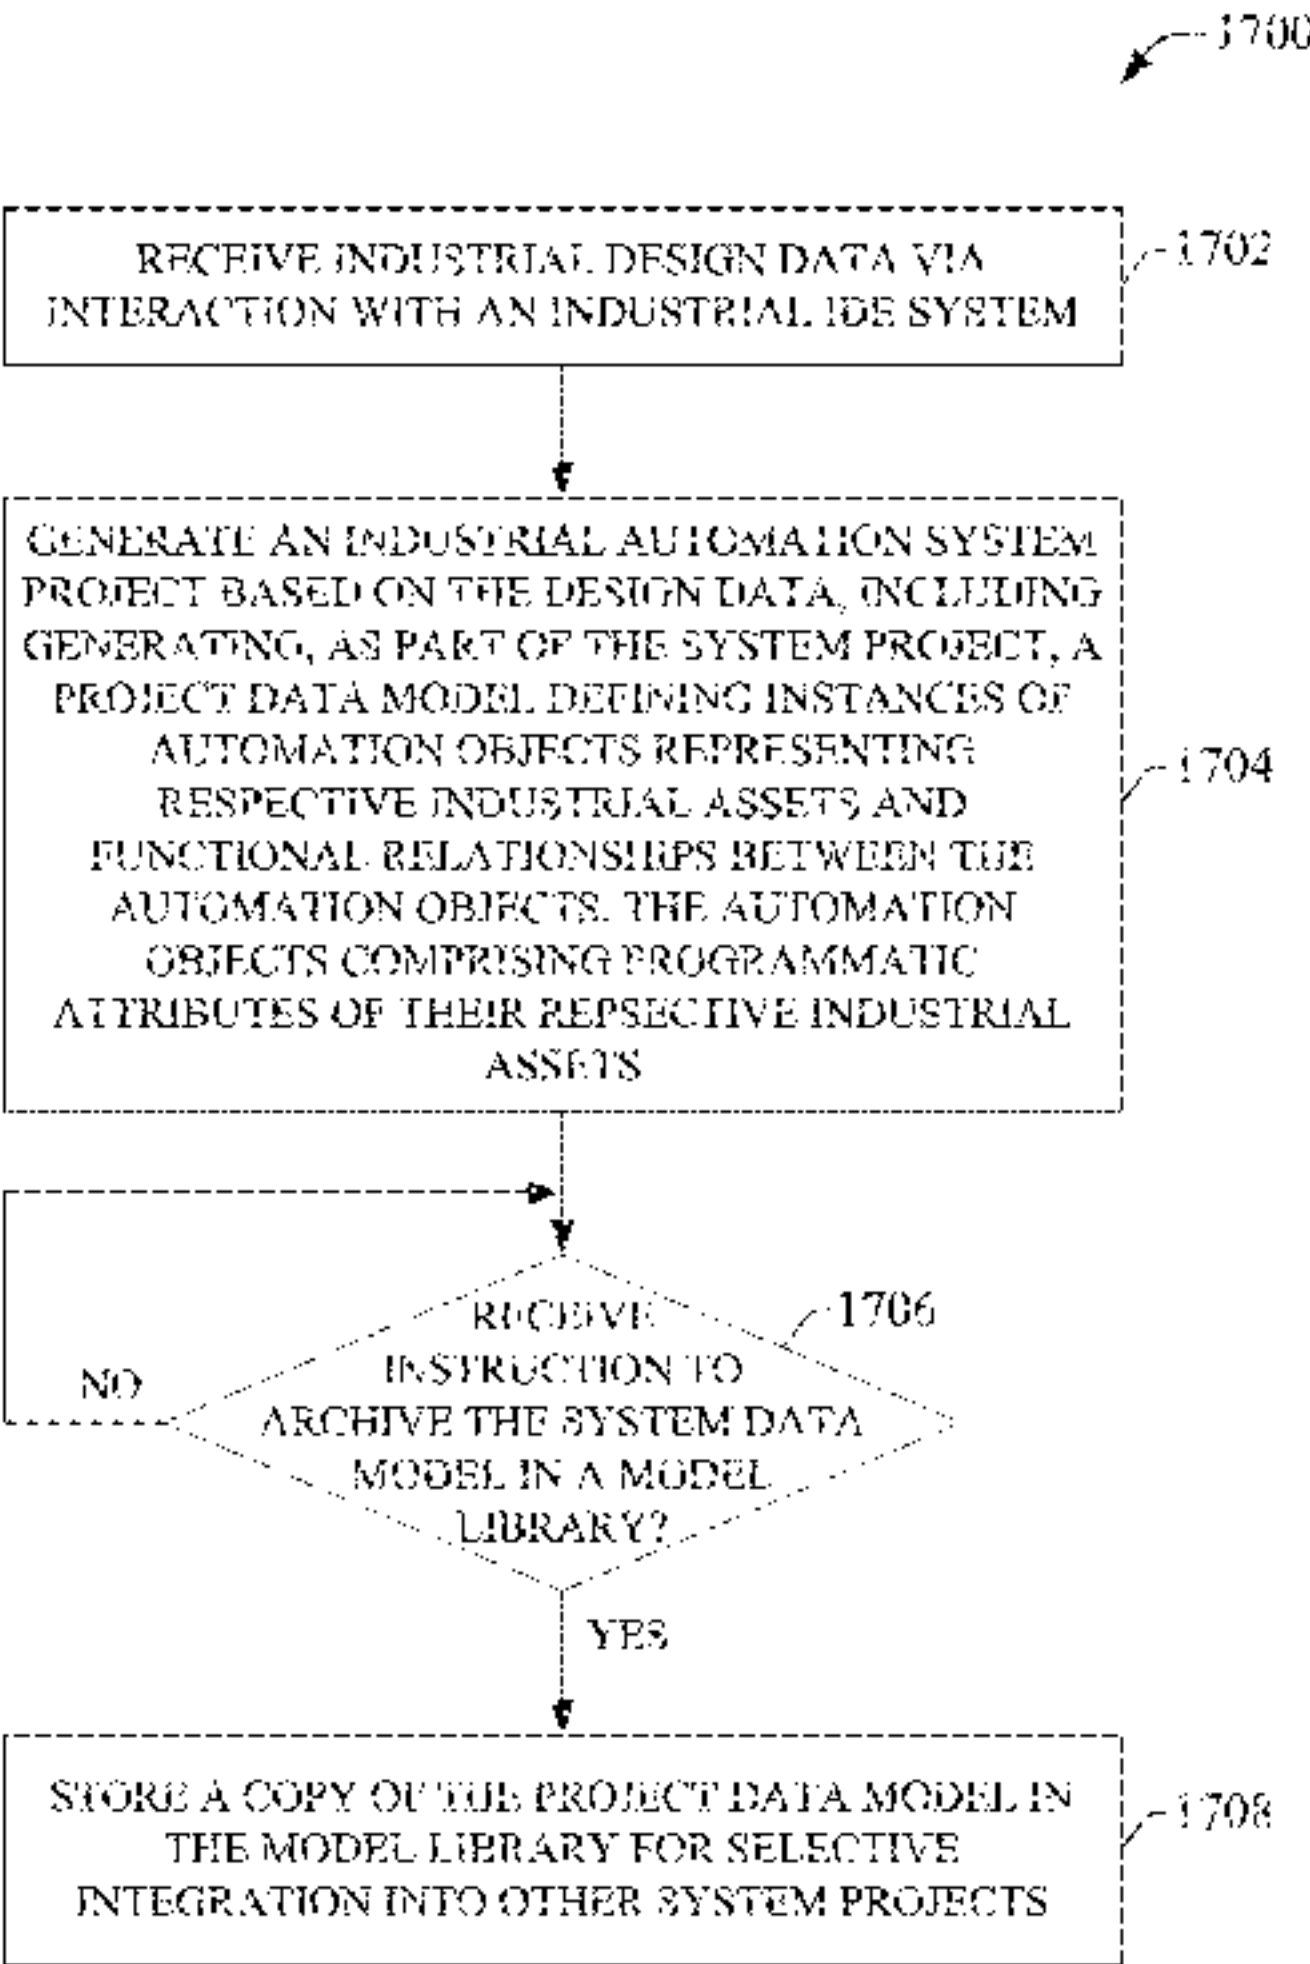 1700
RECEIVE INDUSTRIAL DESIGN DATA VIA
INTERACTION WITH AN INDUSTRIAL IDE SYSTEM
1702
GENERATE AN INDUSTRIAL AUTOMATION SYSTEM
PROJECT BASED ON THE DESIGN DATA, INCLUDING
GENERATING, AS PART OF THE SYSTEM PROJECT, A
PROJECT DATA MODEL DEFINING INSTANCES OF
AUTOMATION OBJECTS REPRESENTING
RESPECTIVE INDUSTRIAL ASSETS AND
FUNCTIONAL RELATIONSHIPS BETWEEN THE
AUTOMATION OBJECTS. THE AUTOMATION
OBJECTS COMPRISING PROGRAMMATIC
ATTRIBUTES OF THEIR REPSECTIVE INDUSTRIAL
ASSETS
1704
RECEIVE
INSTRUCTION TO
ARCHIVE THE SYSTEM DATA
MODEL IN A MODEL
LIBRARY?
1706
NO
YES
STORE A COPY OF THE PROJECT DATA MODEL IN
THE MODEL LIBRARY FOR SELECTIVE
INTEGRATION INTO OTHER SYSTEM PROJECTS
1708